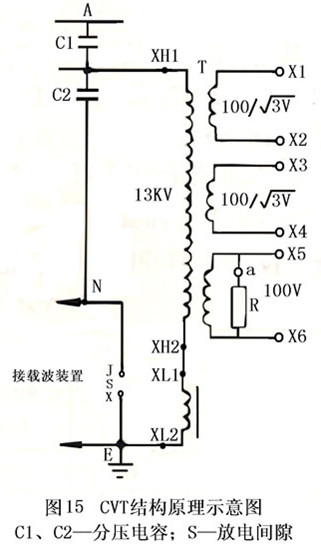 A
C1
XH1
T
X1
C2
100/√3V
X2
X3
13KV
100/√3V
X4
X5
a
100V
R
N
X6
XH2
接载波装置
JSX
XL1
XL2
E
图15 CVT结构原理示意图
C1、C2—分压电容；S—放电间隙